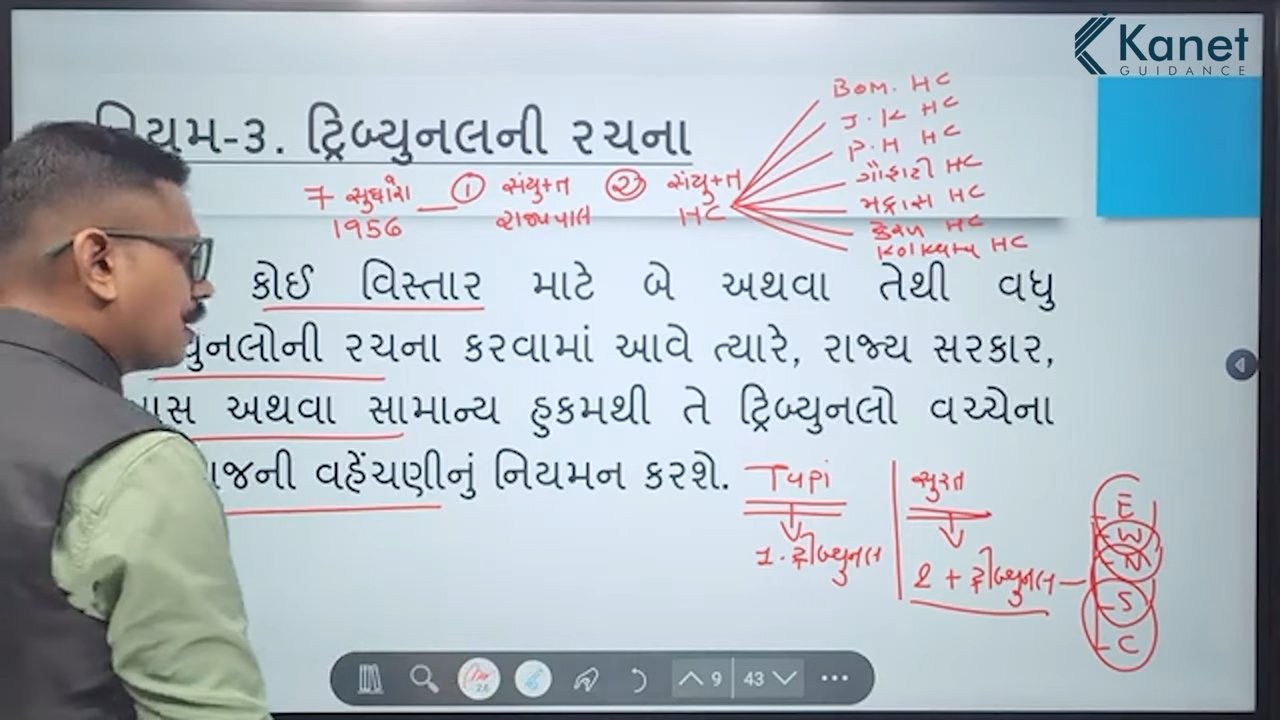 Kanet
GUIDANCE
નિયમ-૩. ટ્રિબ્યુનલની રચના
7 સુધારા
1956
① સંયુક્ત
રાજ્યપાલ
② સંયુક્ત
HC
BOM. HC
J.K HC
P.H HC
ગૌહાટી HC
મદ્રાસ HC
કેરળ HC
HC
કોઈ વિસ્તાર માટે બે અથવા તેથી વધુ
યુનલોની રચના કરવામાં આવે ત્યારે, રાજ્ય સરકાર,
ાસ અથવા સામાન્ય હુકમથી તે ટ્રિબ્યુનલો વચ્ચેના
જની વહેંચણીનું નિયમન કરશે.
Tapi
1. ટ્રીબ્યુનલ
સુરત
2 + ટ્રીબ્યુનલ
E
W
N
S
C
9 43